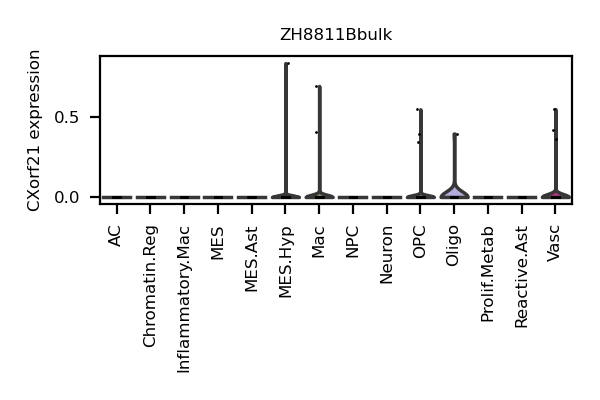 ZH8811Bbulk
CXorf21 expression
0.5
0.0
AC
Chromatin.Reg
Inflammatory.Mac
MES
MES.Ast
MES.Hyp
Mac
NPC
Neuron
OPC
Oligo
Prolif.Metab
Reactive.Ast
Vasc